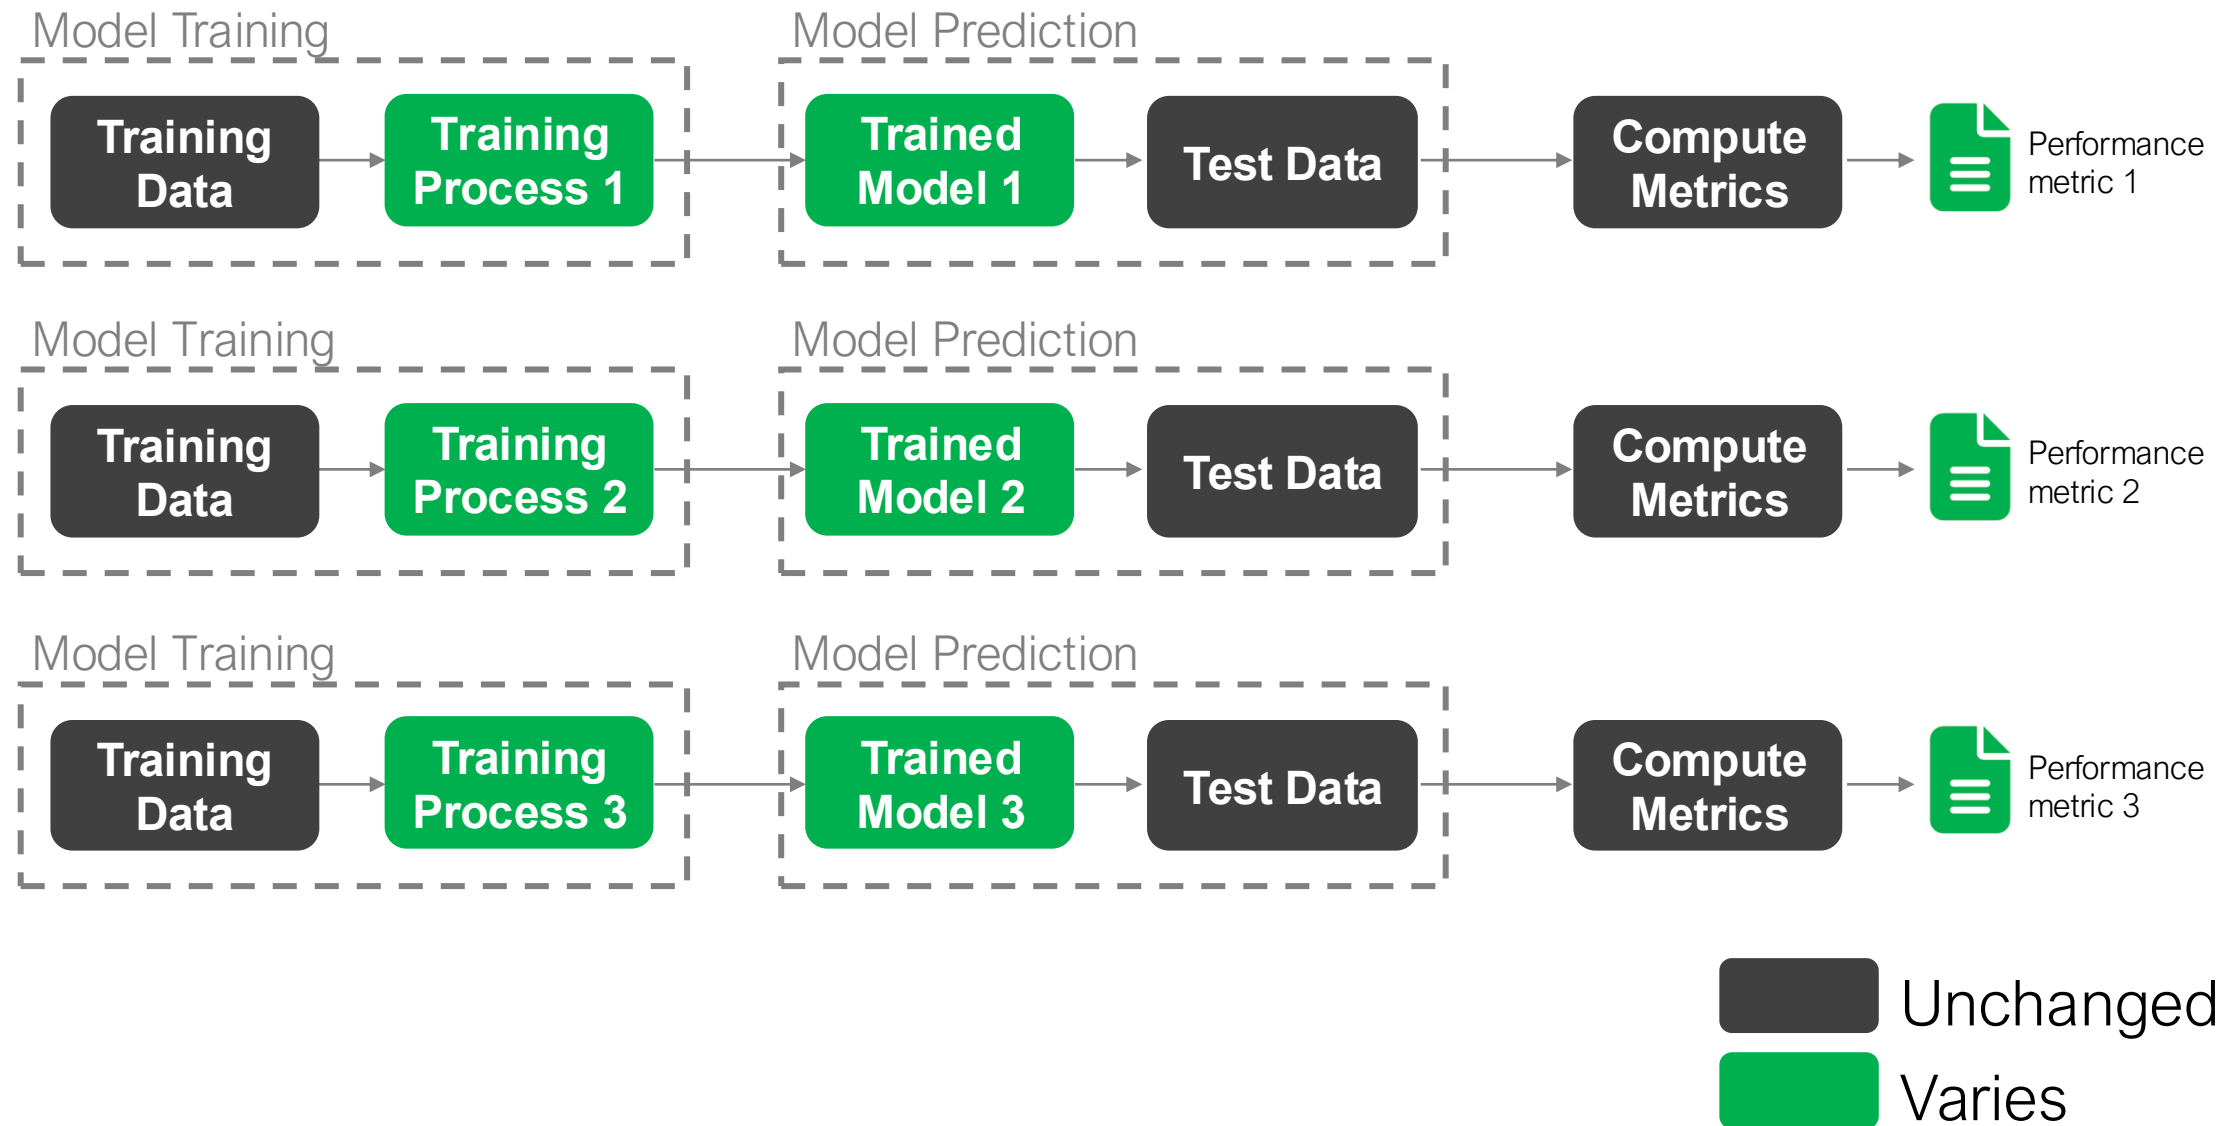 Model Training
Model Prediction
Training
Data
Training
Process 1
Trained
Model 1
Test Data
Compute
Metrics
Performance
metric 1
Model Training
Model Prediction
Training
Data
Training
Process 2
Trained
Model 2
Test Data
Compute
Metrics
Performance
metric 2
Model Training
Model Prediction
Training
Data
Training
Process 3
Trained
Model 3
Test Data
Compute
Metrics
Performance
metric 3
Unchanged
Varies